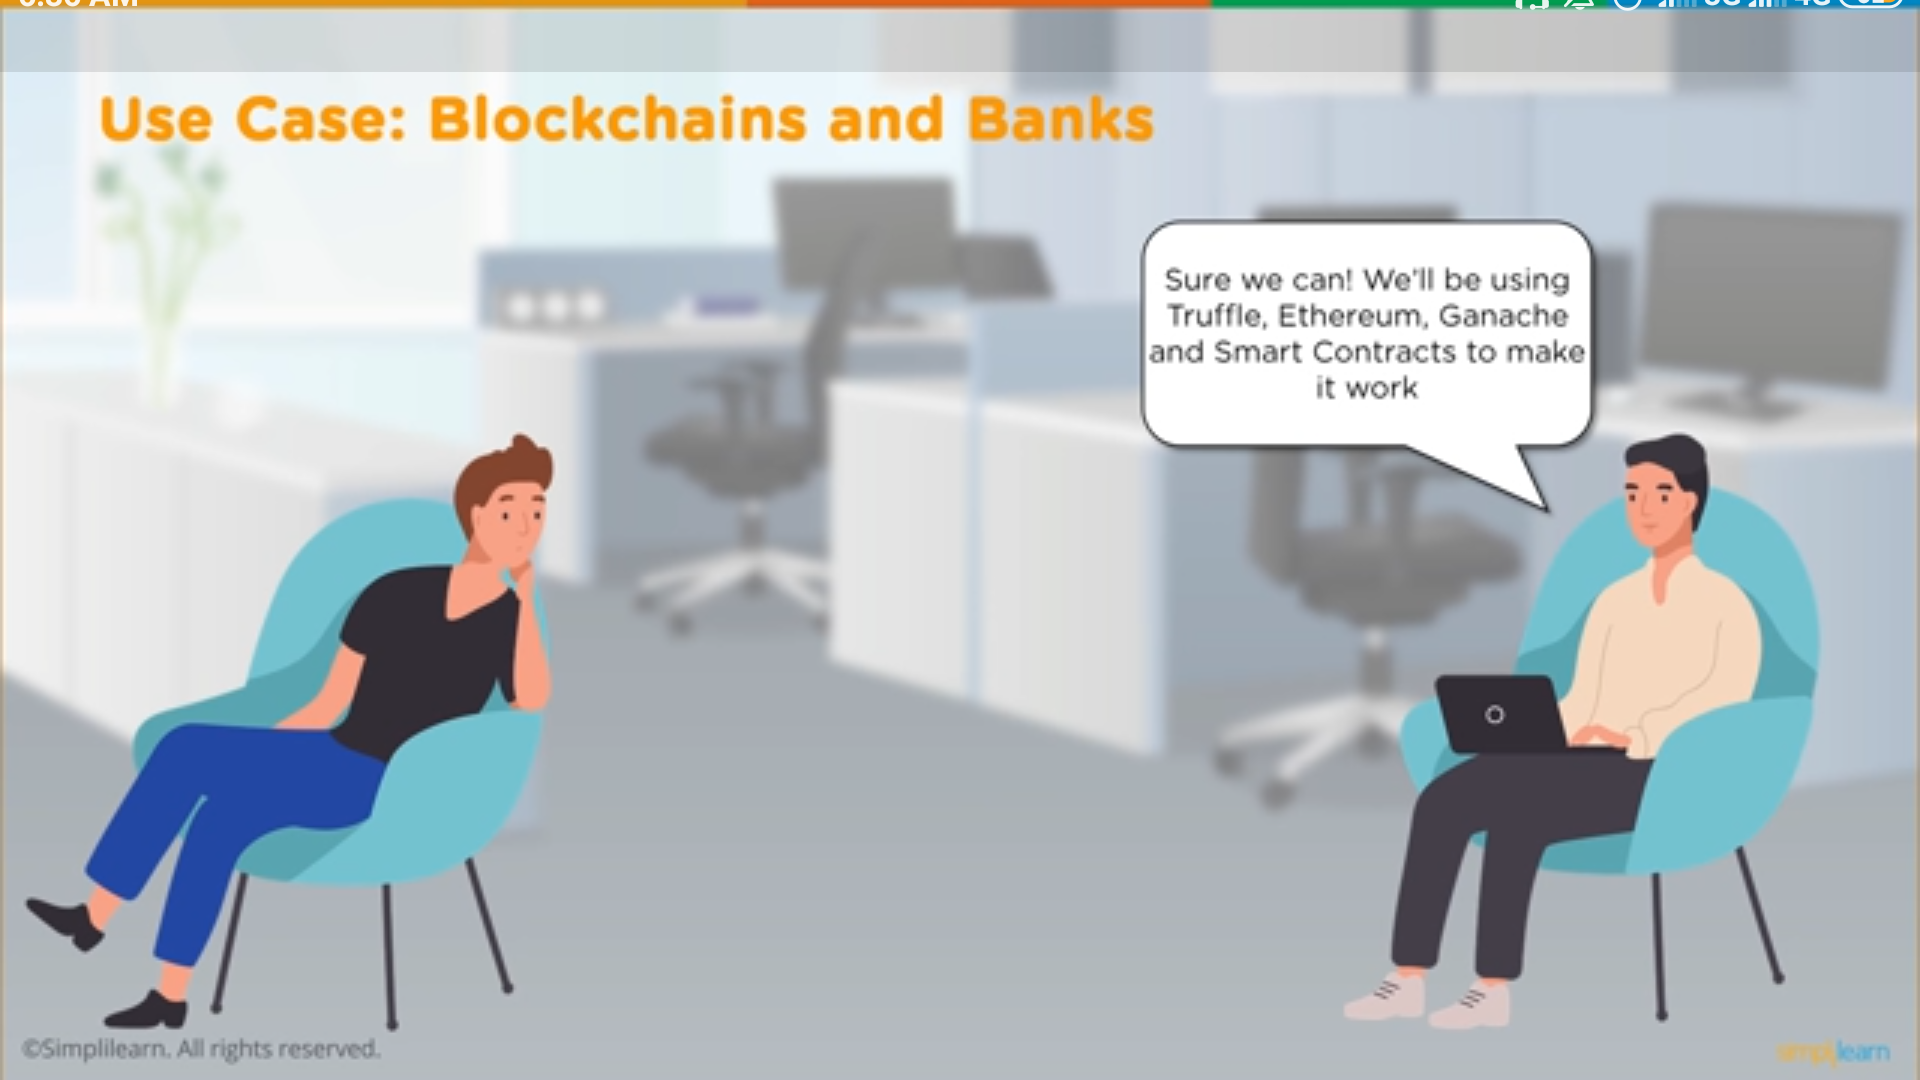 Use Case: Blockchains and Banks
Sure we can! We'll be using
Truffle, Ethereum, Ganache
and Smart Contracts to make
it work
©Simplilearn. All rights reserved.
simplilearn